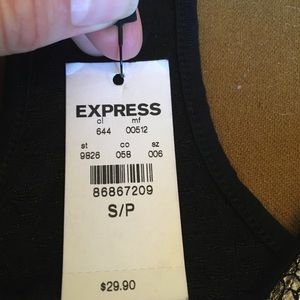 EXPRESS
cl mf
644 00512
st co sz
9826 058 006
86867209
S/P
$29.90